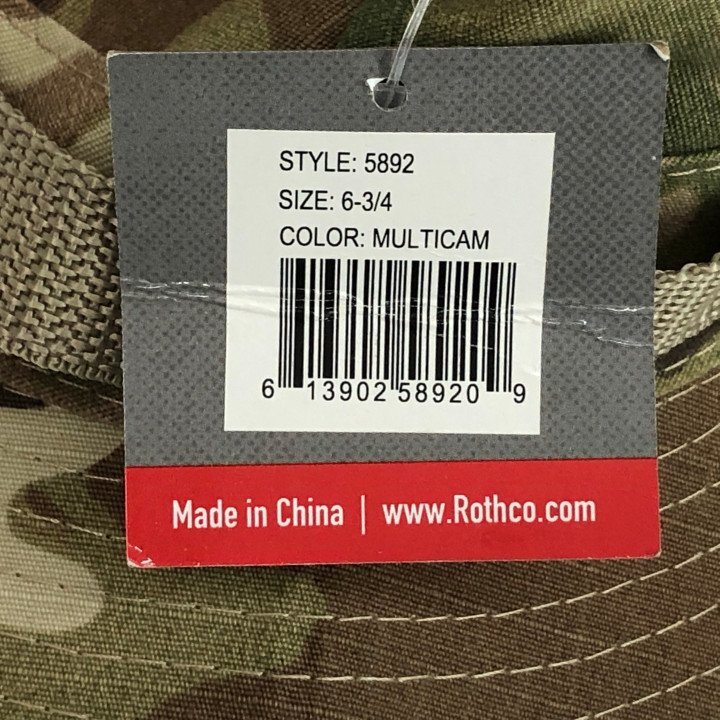 STYLE: 5892
SIZE: 6-3/4
COLOR: MULTICAM
6 13902 58920 9
Made in China | www.Rothco.com